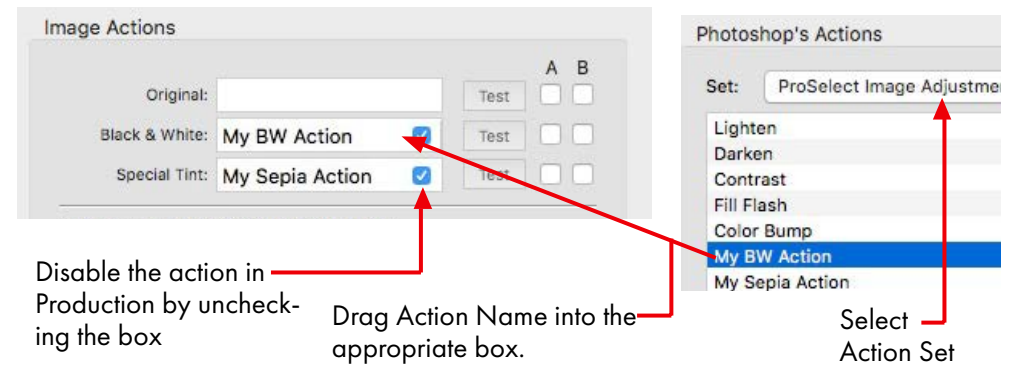 Image Actions
A B
Original: Test
Black & White: My BW Action Test
Special Tint: My Sepia Action Test
Photoshop's Actions
Set: ProSelect Image Adjustme
Lighten
Darken
Contrast
Fill Flash
Color Bump
My BW Action
My Sepia Action
Disable the action in
Production by uncheck-
ing the box
Drag Action Name into the
appropriate box.
Select
Action Set